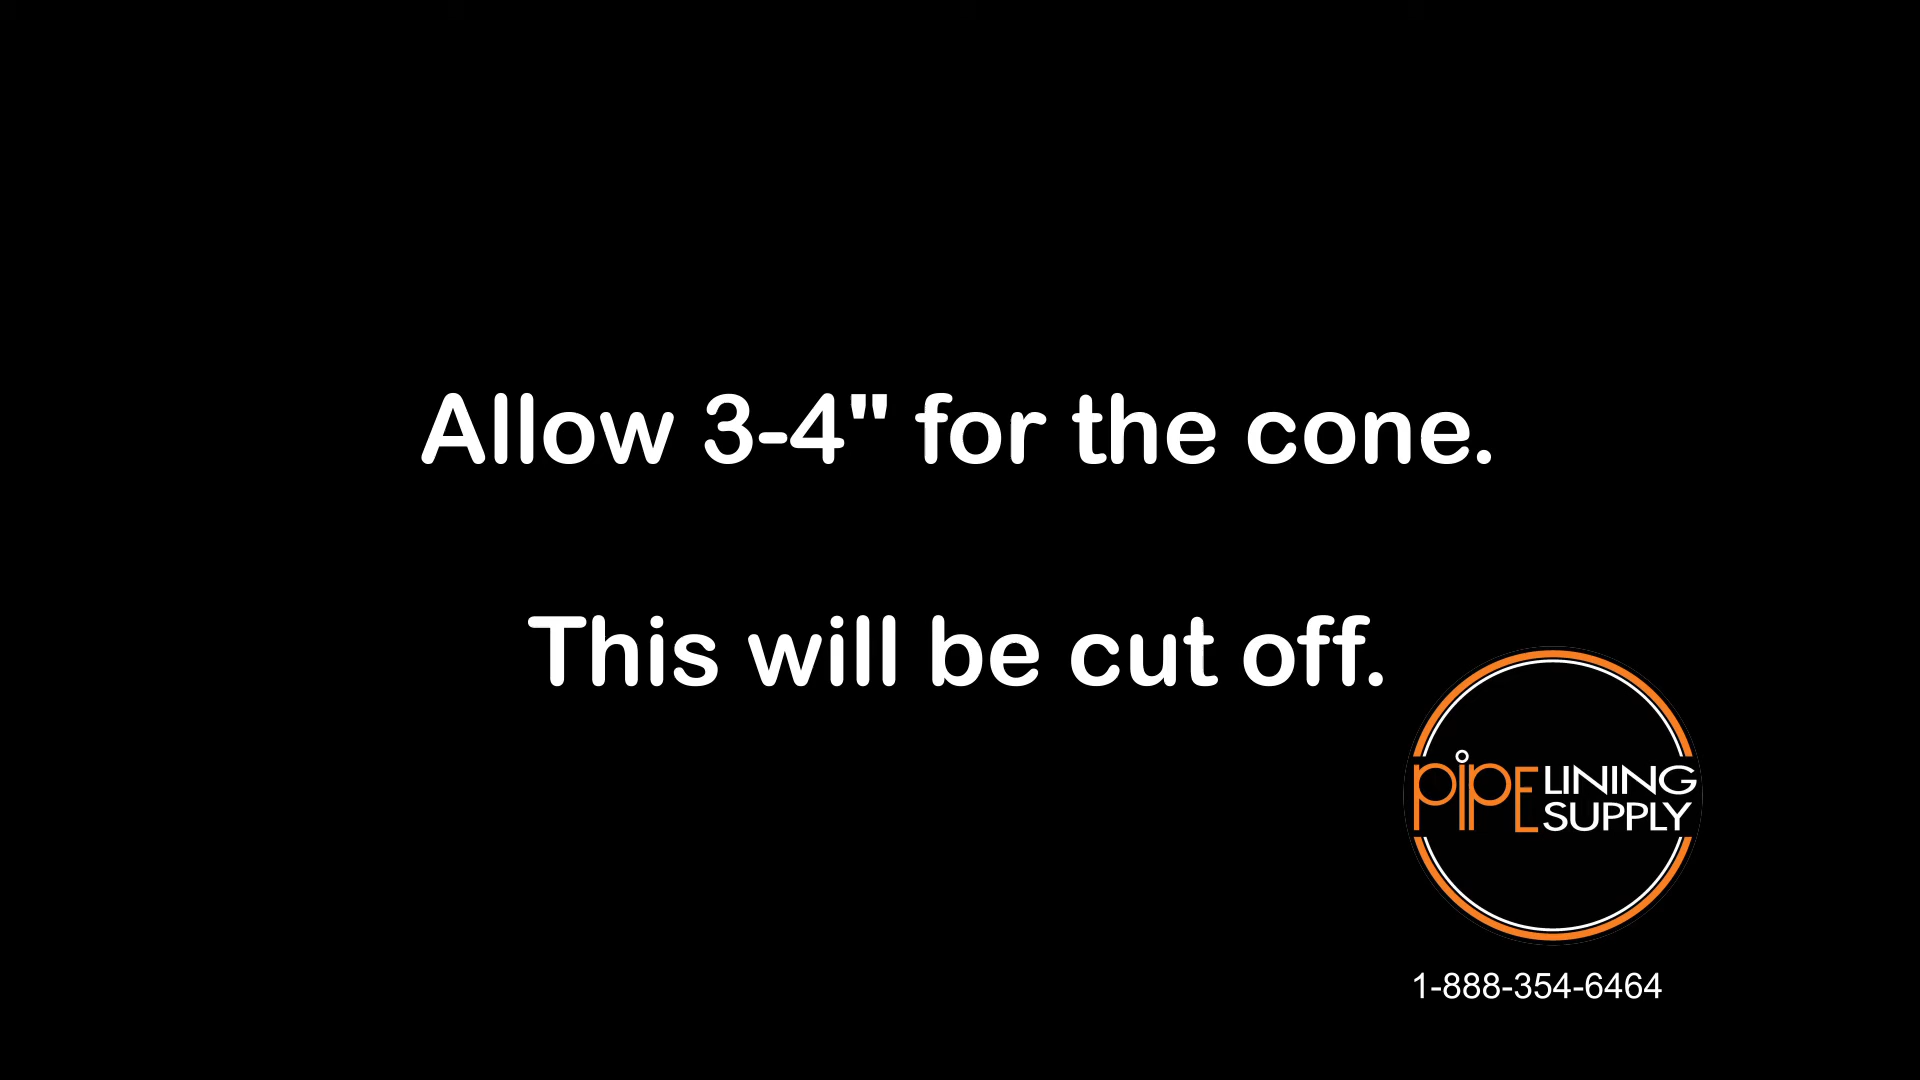 Allow 3-4" for the cone.
This will be cut off.
PIPE LINING
SUPPLY
1-888-354-6464